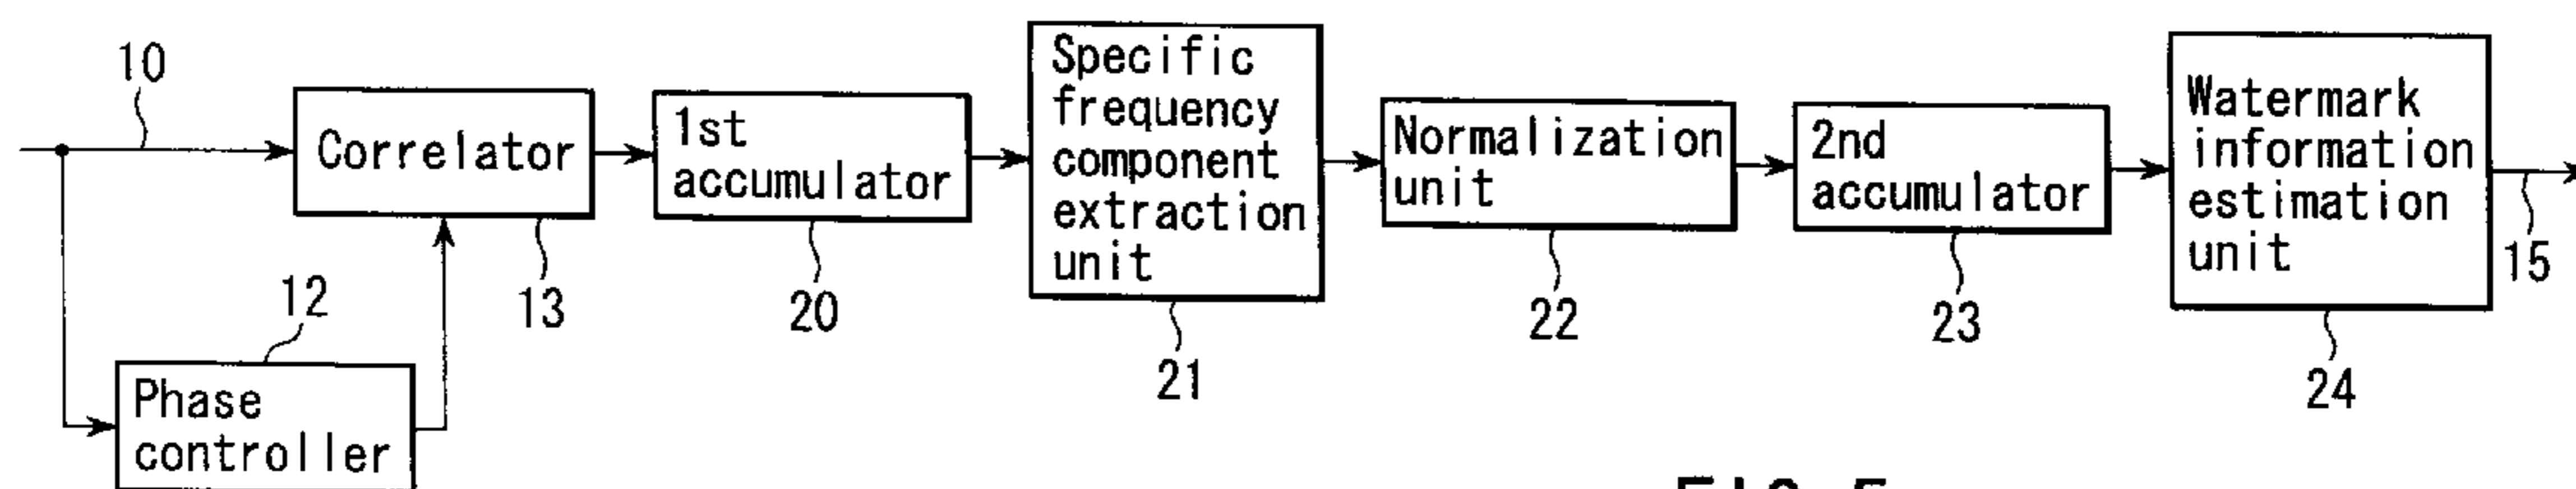 10
Correlator
13
1st
accumulator
20
Specific
frequency
component
extraction
unit
21
Normalization
unit
22
2nd
accumulator
23
Watermark
information
estimation
unit
24
15
12
Phase
controller